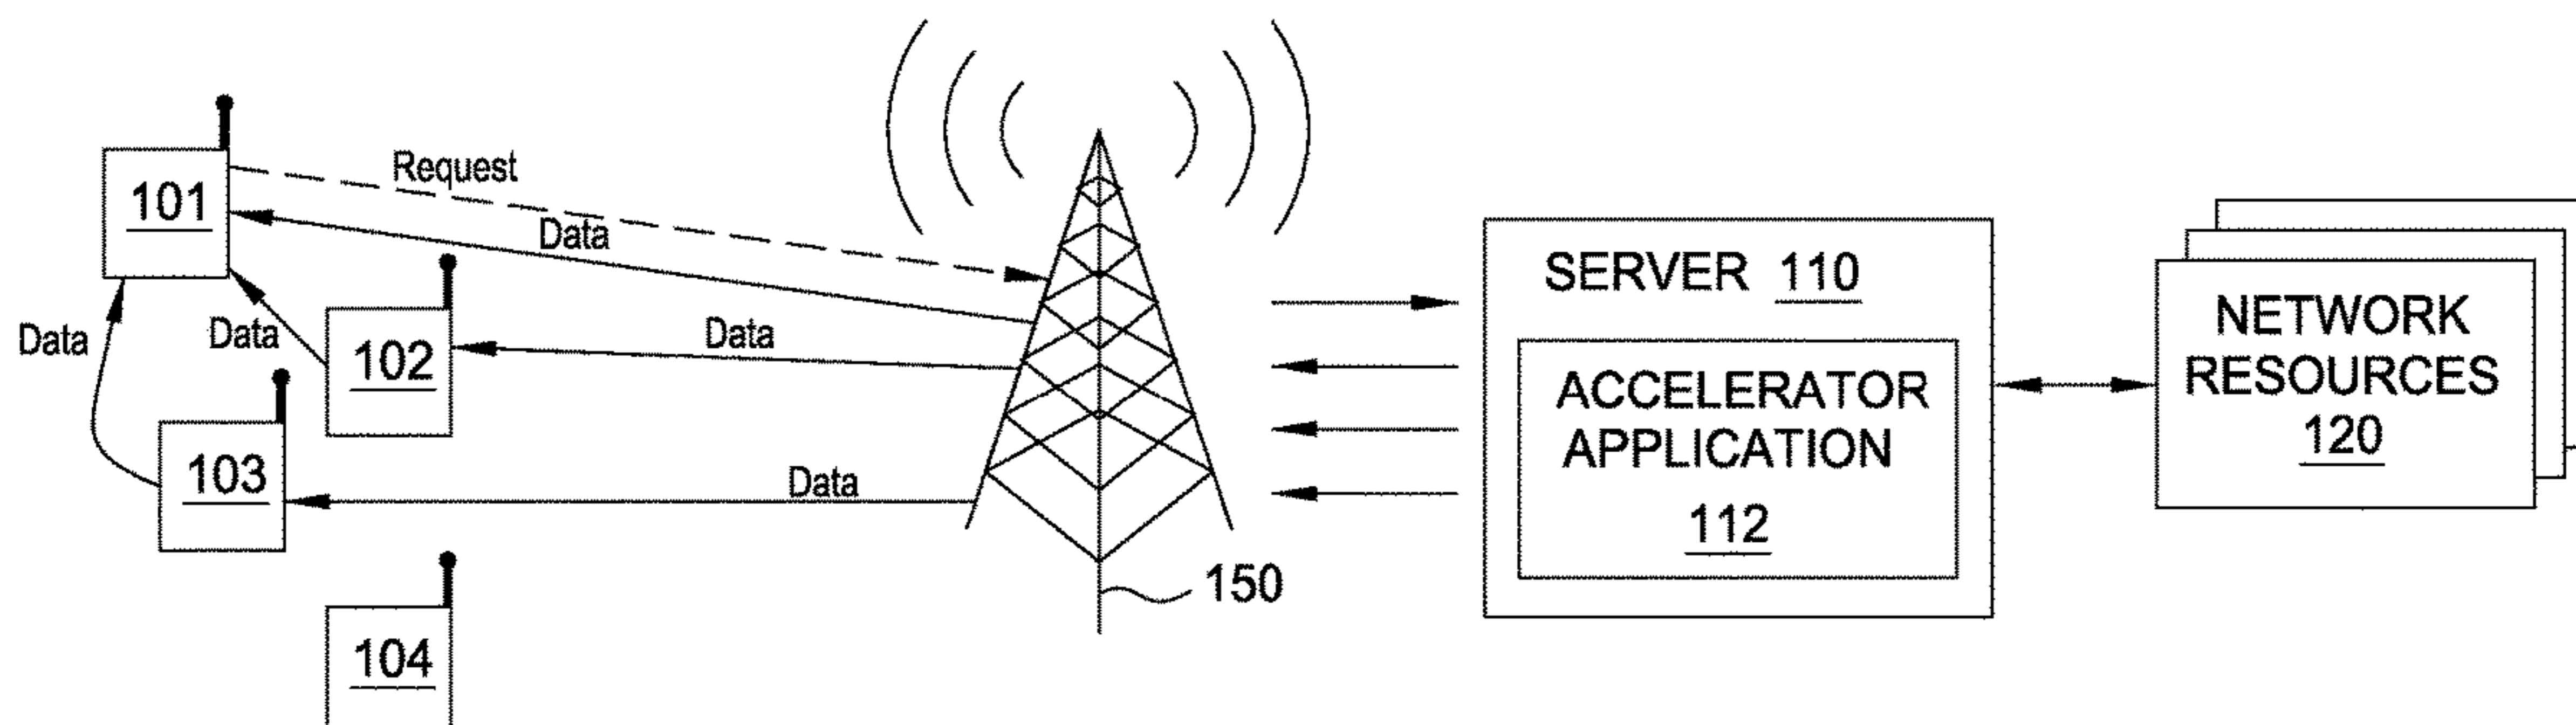 101
Request
Data
Data
Data
102
Data
103
Data
104
150
SERVER 110
ACCELERATOR
APPLICATION
112
NETWORK
RESOURCES
120